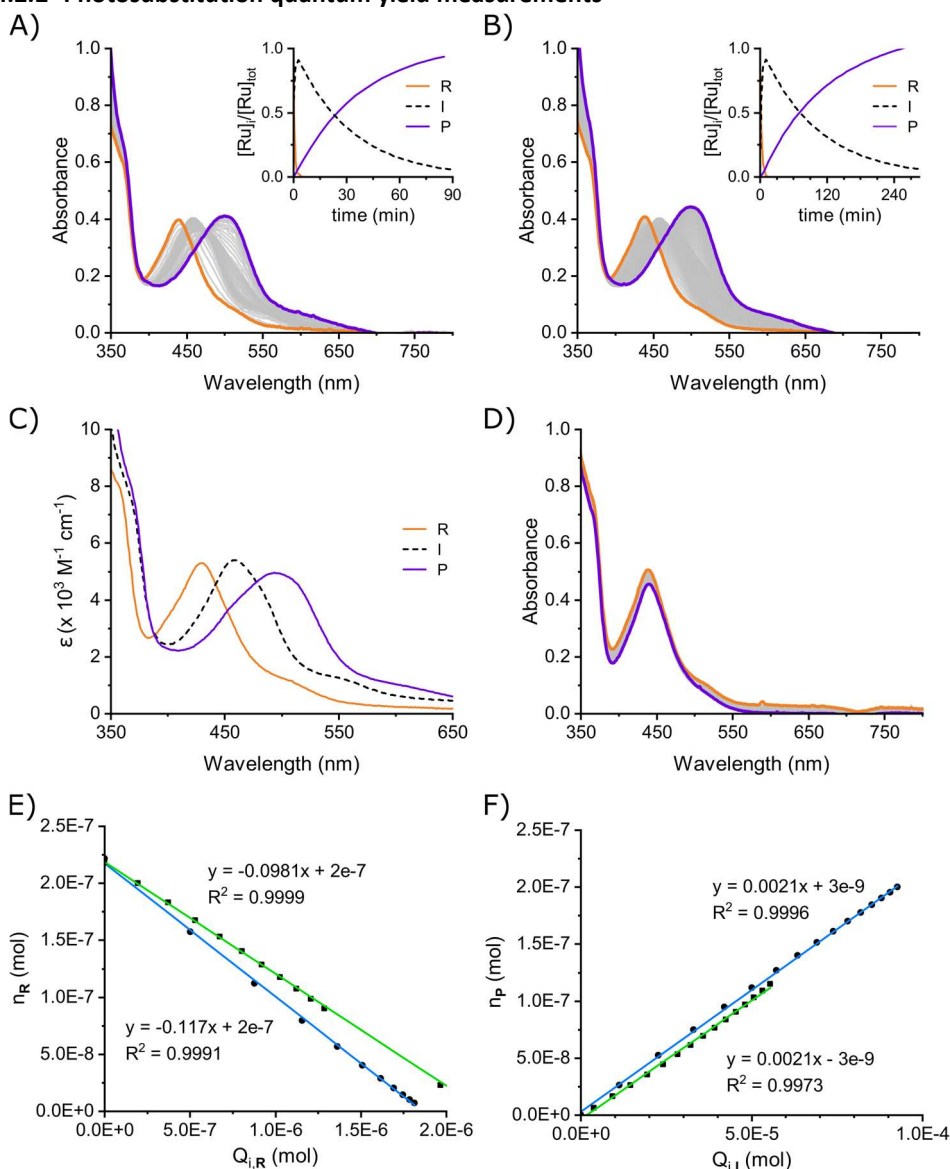 Photosubstitution quantum yield measurements
A)
1.0
0.8
0.6
0.4
0.2
0.0
Absorbance
350
450
550
650
750
Wavelength (nm)
1.0
0.5
0.0
[Ru]i/[Ru]tot
0
30
60
90
time (min)
R
I
P
B)
1.0
0.8
0.6
0.4
0.2
0.0
Absorbance
350
450
550
650
750
Wavelength (nm)
1.0
0.5
0.0
[Ru]i/[Ru]tot
0
120
240
time (min)
R
I
P
C)
10
8
6
4
2
0
ε (x 10³ M⁻¹ cm⁻¹)
350
450
550
650
Wavelength (nm)
R
I
P
D)
1.0
0.8
0.6
0.4
0.2
0.0
Absorbance
350
450
550
650
750
Wavelength (nm)
E)
2.5E-7
2.0E-7
1.5E-7
1.0E-7
5.0E-8
0.0E+0
nR (mol)
y = -0.0981x + 2e-7
R² = 0.9999
y = -0.117x + 2e-7
R² = 0.9991
0.0E+0
5.0E-7
1.0E-6
1.5E-6
2.0E-6
Qi,R (mol)
F)
2.5E-7
2.0E-7
1.5E-7
1.0E-7
5.0E-8
0.0E+0
nP (mol)
y = 0.0021x + 3e-9
R² = 0.9996
y = 0.0021x - 3e-9
R² = 0.9973
0.0E+0
5.0E-5
1.0E-4
Qi,I (mol)